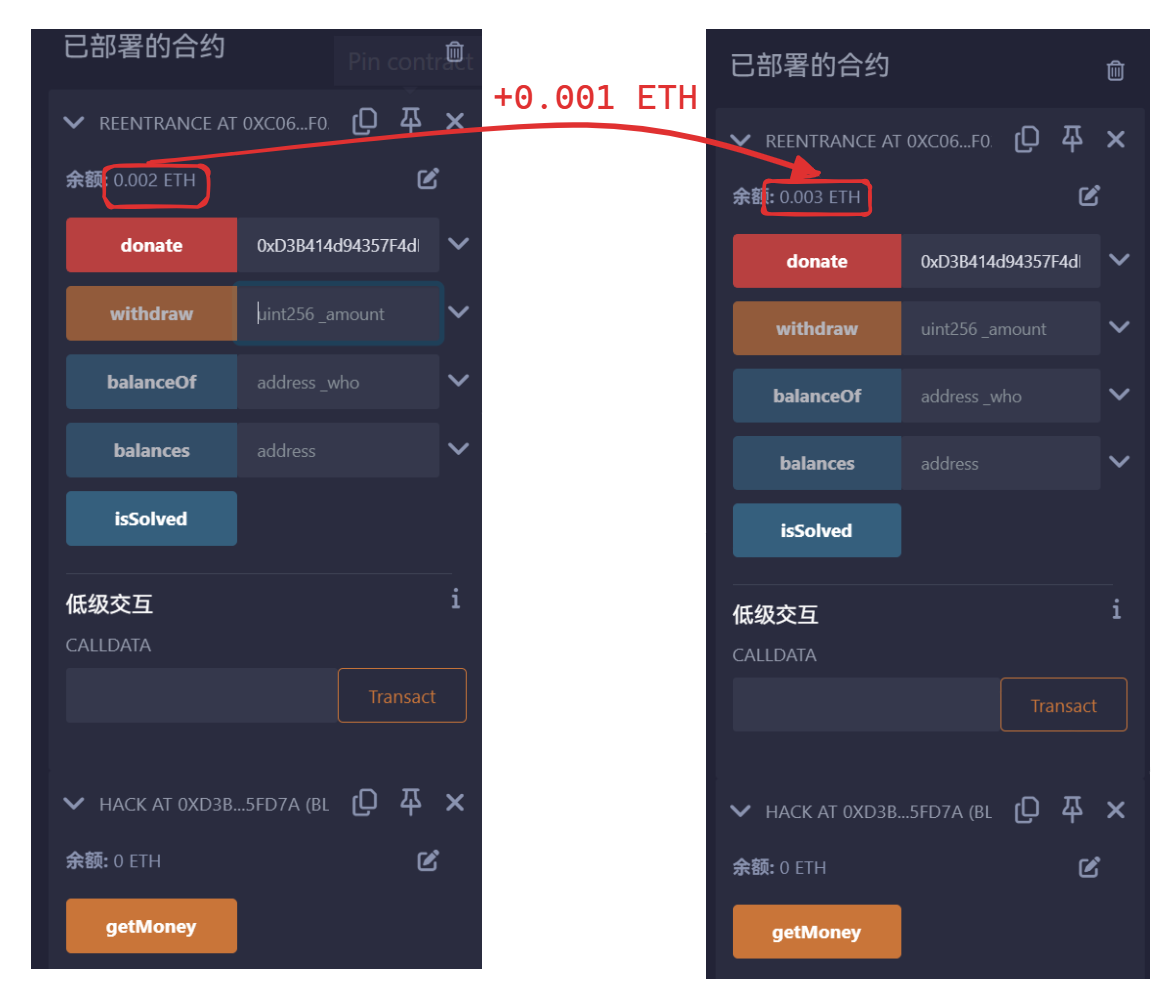 已部署的合约
Pin contract
REENTRANCE AT 0XC06...F0.
余额: 0.002 ETH
donate 0xD3B414d94357F4dl
withdraw uint256 _amount
balanceOf address _who
balances address
isSolved
低级交互
i
CALLDATA
Transact
HACK AT 0XD3B...5FD7A (BL
余额: 0 ETH
getMoney
+0.001 ETH
已部署的合约
REENTRANCE AT 0XC06...F0.
余额: 0.003 ETH
donate 0xD3B414d94357F4dl
withdraw uint256 _amount
balanceOf address _who
balances address
isSolved
低级交互
i
CALLDATA
Transact
HACK AT 0XD3B...5FD7A (BL
余额: 0 ETH
getMoney